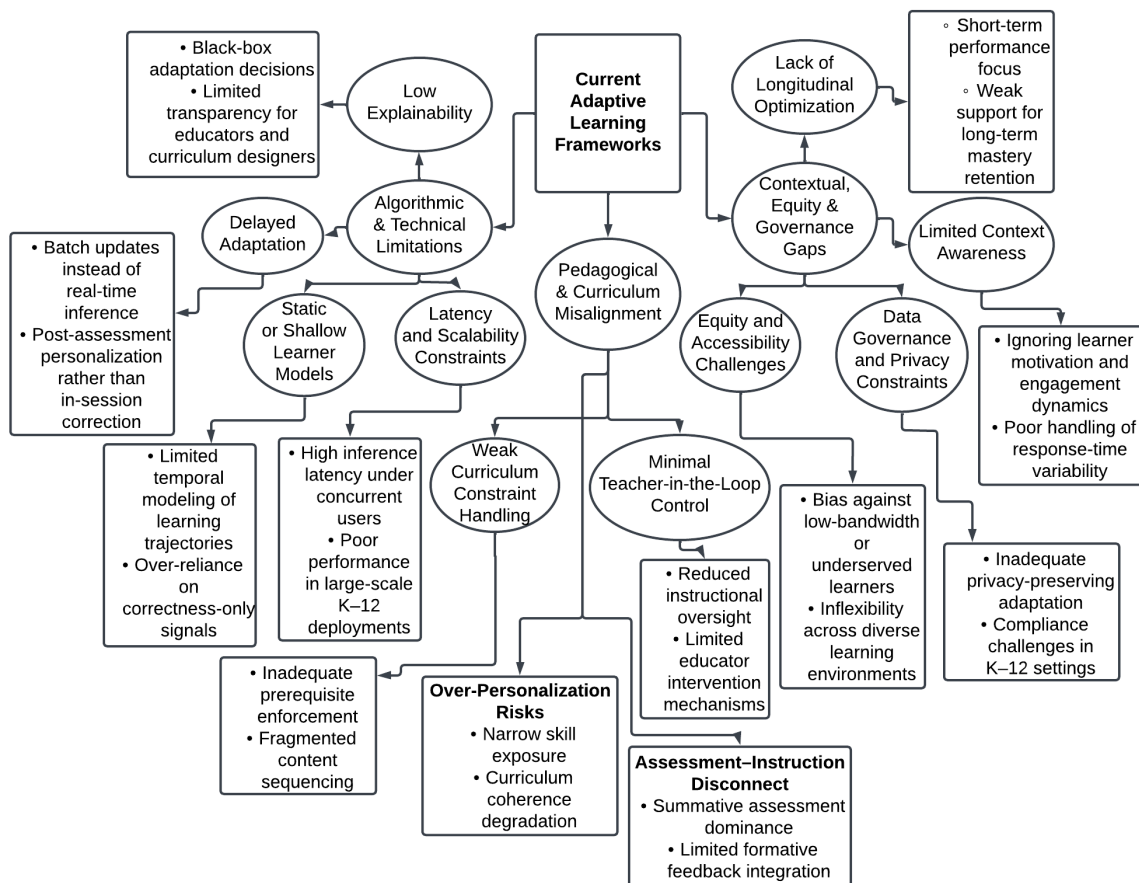 Current
Adaptive
Learning
Frameworks
• Black-box
adaptation decisions
• Limited
transparency for
educators and
curriculum designers
Low
Explainability
Lack of
Longitudinal
Optimization
◦ Short-term
performance
focus
◦ Weak
support for
long-term
mastery
retention
Delayed
Adaptation
Algorithmic
& Technical
Limitations
Contextual,
Equity &
Governance
Gaps
Limited Context
Awareness
• Batch updates
instead of
real-time
inference
• Post-assessment
personalization
rather than
in-session
correction
Static
or Shallow
Learner
Models
Latency
and Scalability
Constraints
Pedagogical
& Curriculum
Misalignment
Equity and
Accessibility
Challenges
Data
Governance
and Privacy
Constraints
• Ignoring learner
motivation and
engagement
dynamics
• Poor handling of
response-time
variability
• Limited
temporal
modeling of
learning
trajectories
• Over-reliance
on
correctness-only
signals
• High inference
latency under
concurrent
users
• Poor
performance
in large-scale
K–12
deployments
Weak
Curriculum
Constraint
Handling
Minimal
Teacher-in-the-Loop
Control
• Bias against
low-bandwidth
or
underserved
learners
• Inflexibility
across diverse
learning
environments
• Inadequate
privacy-preserving
adaptation
• Compliance
challenges in
K–12 settings
• Reduced
instructional
oversight
• Limited
educator
intervention
mechanisms
• Inadequate
prerequisite
enforcement
• Fragmented
content
sequencing
Over-Personalization
Risks
• Narrow skill
exposure
• Curriculum
coherence
degradation
Assessment–Instruction
Disconnect
• Summative assessment
dominance
• Limited formative
feedback integration